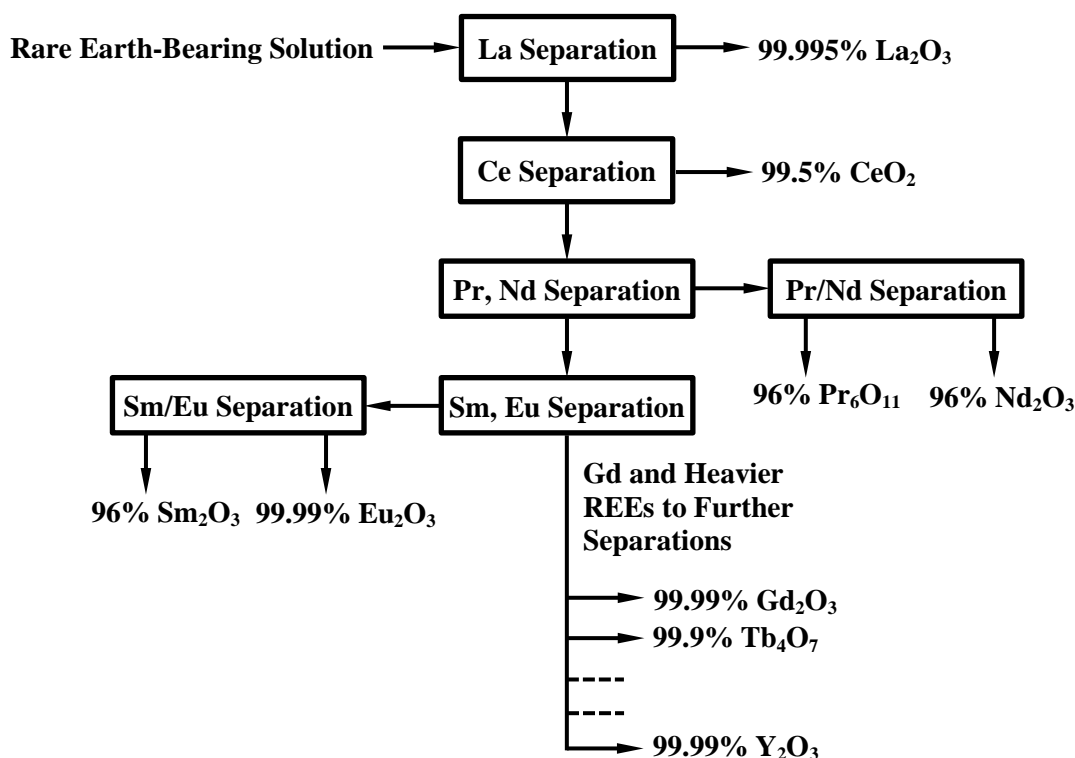 Rare Earth-Bearing Solution
La Separation
99.995% La₂O₃
Ce Separation
99.5% CeO₂
Pr, Nd Separation
Pr/Nd Separation
96% Pr₆O₁₁
96% Nd₂O₃
Sm/Eu Separation
Sm, Eu Separation
96% Sm₂O₃
99.99% Eu₂O₃
Gd and Heavier
REEs to Further
Separations
99.99% Gd₂O₃
99.9% Tb₄O₇
99.99% Y₂O₃